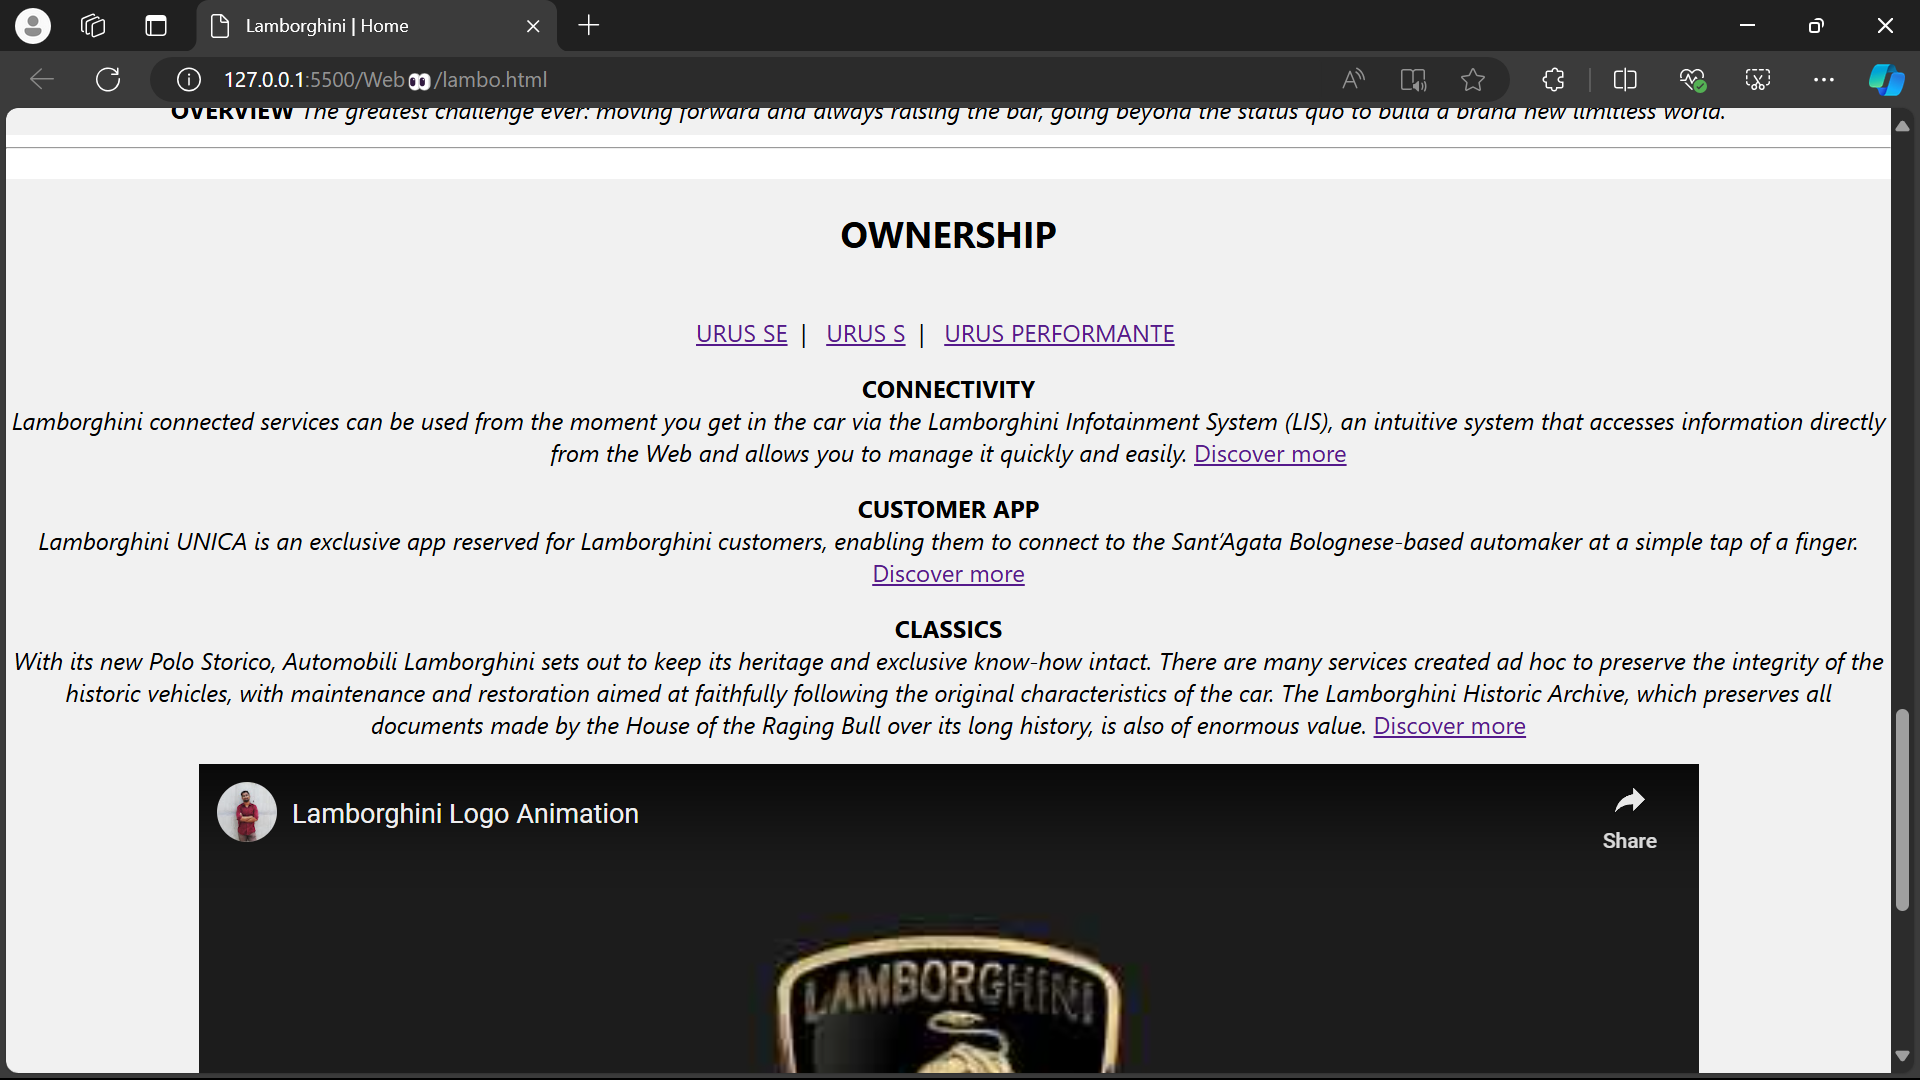 Lamborghini | Home
127.0.0.1:5500/Web👀/lambo.html
OVERVIEW The greatest challenge ever: moving forward and always raising the bar, going beyond the status quo to build a brand new limitless world.
OWNERSHIP
URUS SE | URUS S | URUS PERFORMANTE
CONNECTIVITY
Lamborghini connected services can be used from the moment you get in the car via the Lamborghini Infotainment System (LIS), an intuitive system that accesses information directly
from the Web and allows you to manage it quickly and easily. Discover more
CUSTOMER APP
Lamborghini UNICA is an exclusive app reserved for Lamborghini customers, enabling them to connect to the Sant’Agata Bolognese-based automaker at a simple tap of a finger.
Discover more
CLASSICS
With its new Polo Storico, Automobili Lamborghini sets out to keep its heritage and exclusive know-how intact. There are many services created ad hoc to preserve the integrity of the
historic vehicles, with maintenance and restoration aimed at faithfully following the original characteristics of the car. The Lamborghini Historic Archive, which preserves all
documents made by the House of the Raging Bull over its long history, is also of enormous value. Discover more
Lamborghini Logo Animation
Share
LAMBORGHINI